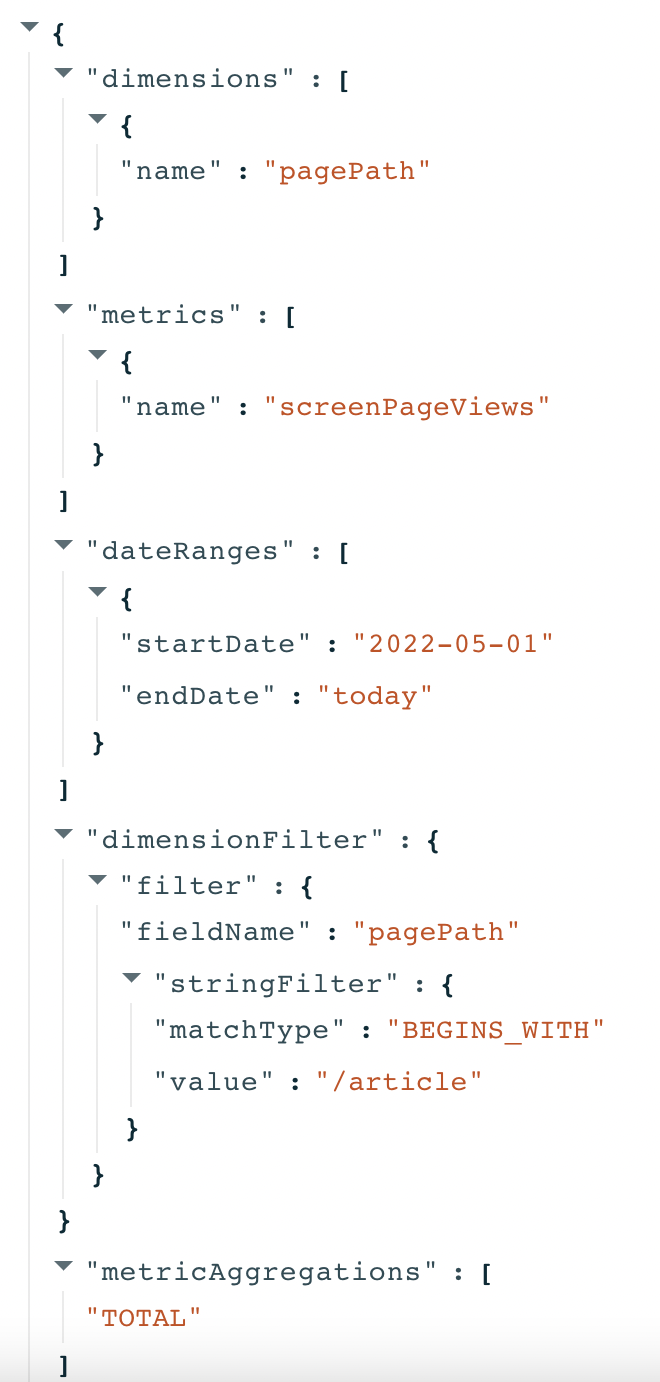 {
"dimensions" : [
{
"name" : "pagePath"
}
]
"metrics" : [
{
"name" : "screenPageViews"
}
]
"dateRanges" : [
{
"startDate" : "2022-05-01"
"endDate" : "today"
}
]
"dimensionFilter" : {
"filter" : {
"fieldName" : "pagePath"
"stringFilter" : {
"matchType" : "BEGINS_WITH"
"value" : "/article"
}
}
}
"metricAggregations" : [
"TOTAL"
]